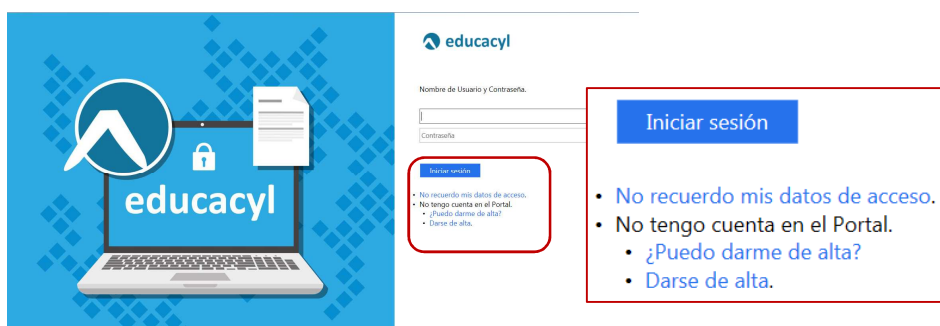 educacyl
educacyl
Nombre de Usuario y Contraseña.
Contraseña
Iniciar sesión
No recuerdo mis datos de acceso.
No tengo cuenta en el Portal.
¿Puedo darme de alta?
Darse de alta.
Iniciar sesión
No recuerdo mis datos de acceso.
No tengo cuenta en el Portal.
¿Puedo darme de alta?
Darse de alta.